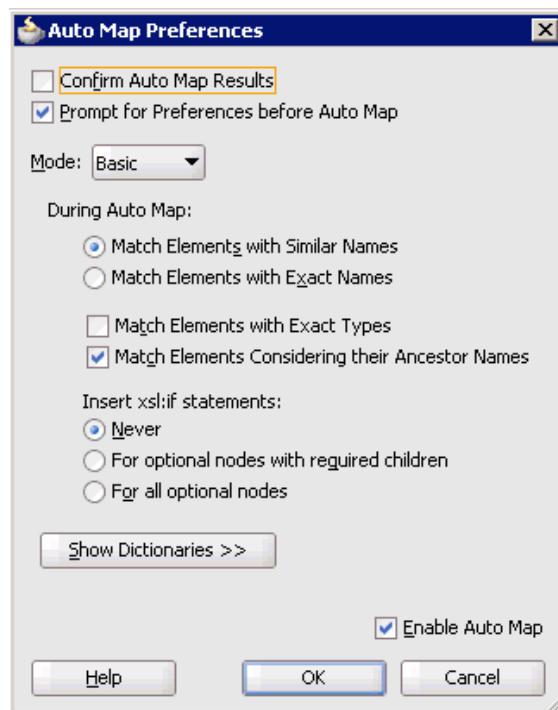 Auto Map Preferences
Confirm Auto Map Results
Prompt for Preferences before Auto Map
Mode: Basic
During Auto Map:
Match Elements with Similar Names
Match Elements with Exact Names
Match Elements with Exact Types
Match Elements Considering their Ancestor Names
Insert xsl:if statements:
Never
For optional nodes with required children
For all optional nodes
Show Dictionaries >>
Enable Auto Map
Help OK Cancel